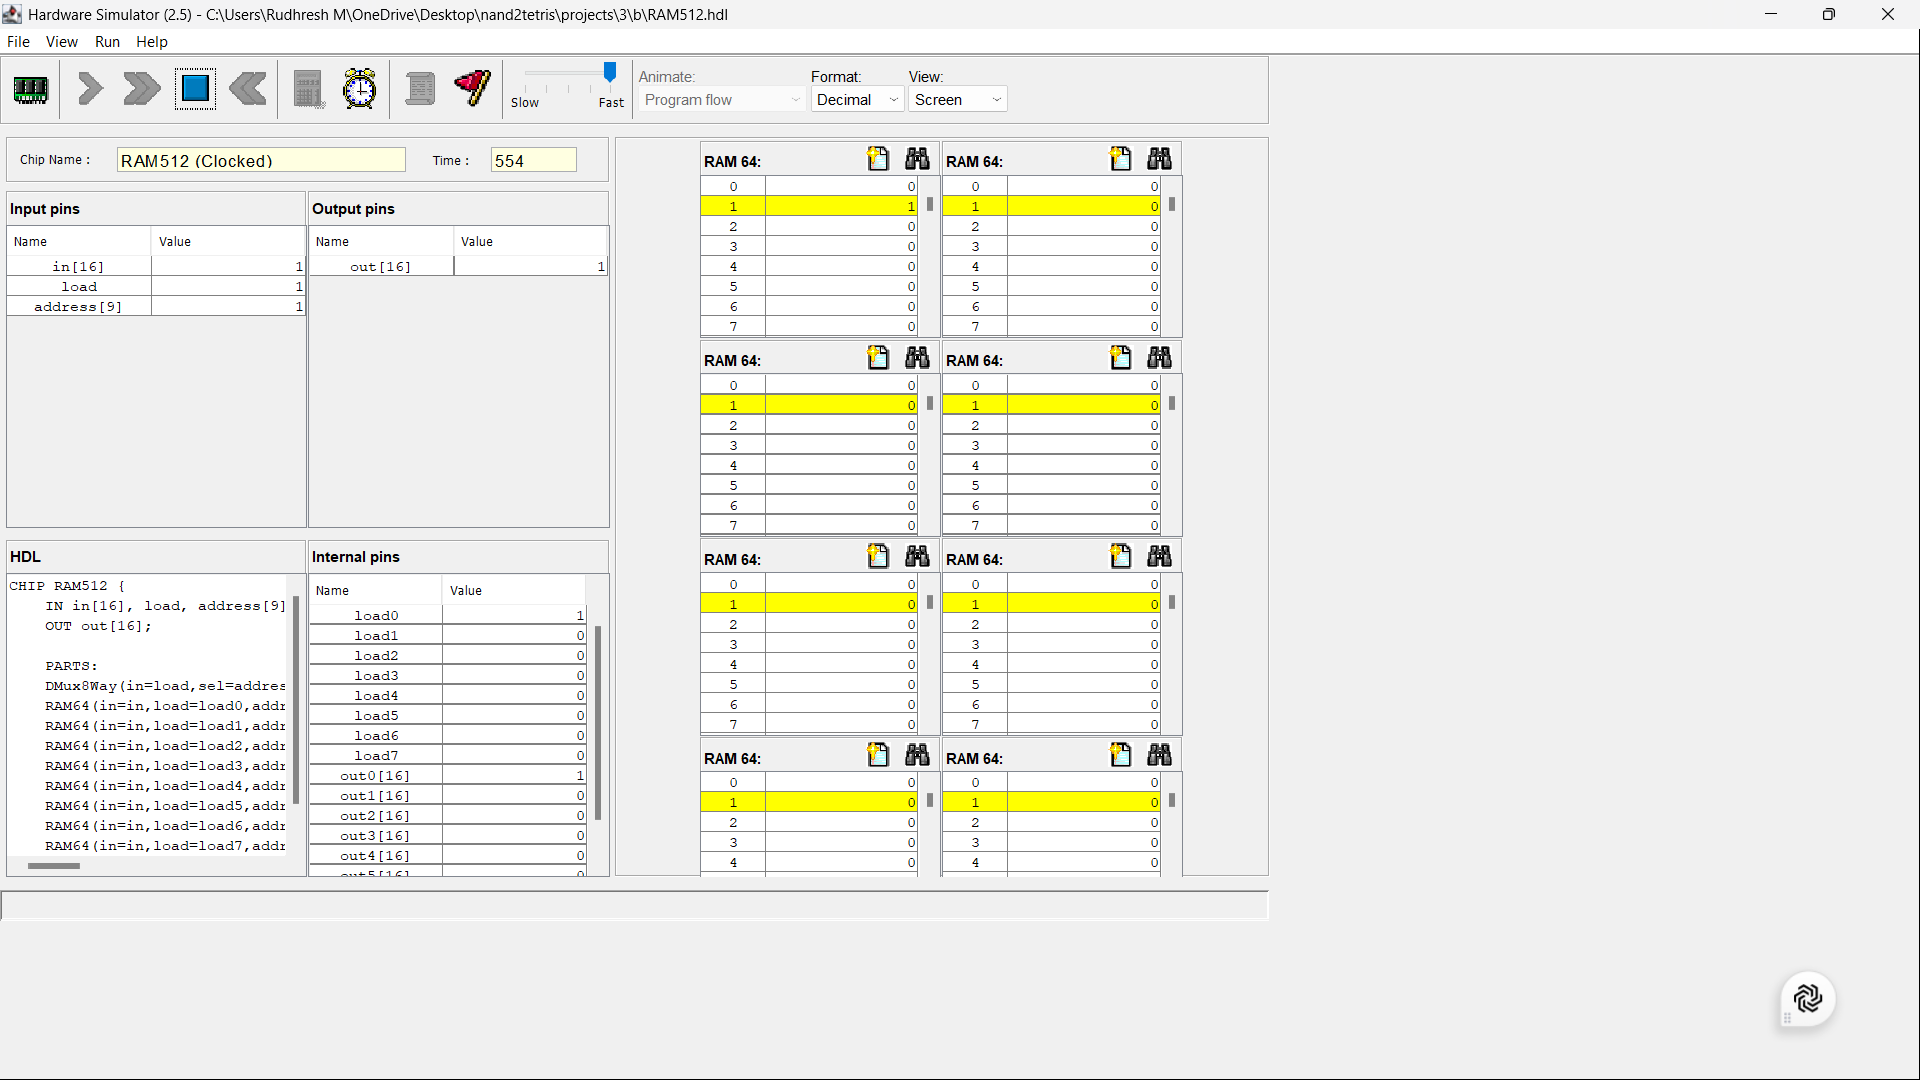 Hardware Simulator (2.5) - C:\Users\Rudhresh M\OneDrive\Desktop\nand2tetris\projects\3\b\RAM512.hdl
File View Run Help
Slow Fast
Animate: Format: View:
Program flow Decimal Screen
Chip Name : RAM512 (Clocked) Time : 554
Input pins
Name Value
in[16] 1
load 1
address[9] 1
Output pins
Name Value
out[16] 1
HDL
CHIP RAM512 {
IN in[16], load, address[9]
OUT out[16];
PARTS:
DMux8Way(in=load,sel=addres
RAM64(in=in,load=load0,addr
RAM64(in=in,load=load1,addr
RAM64(in=in,load=load2,addr
RAM64(in=in,load=load3,addr
RAM64(in=in,load=load4,addr
RAM64(in=in,load=load5,addr
RAM64(in=in,load=load6,addr
RAM64(in=in,load=load7,addr
Internal pins
Name Value
load0 1
load1 0
load2 0
load3 0
load4 0
load5 0
load6 0
load7 0
out0[16] 1
out1[16] 0
out2[16] 0
out3[16] 0
out4[16] 0
out5[16] 0
RAM 64:
0 0
1 1
2 0
3 0
4 0
5 0
6 0
7 0
RAM 64:
0 0
1 0
2 0
3 0
4 0
5 0
6 0
7 0
RAM 64:
0 0
1 0
2 0
3 0
4 0
5 0
6 0
7 0
RAM 64:
0 0
1 0
2 0
3 0
4 0
5 0
6 0
7 0
RAM 64:
0 0
1 0
2 0
3 0
4 0
5 0
6 0
7 0
RAM 64:
0 0
1 0
2 0
3 0
4 0
5 0
6 0
7 0
RAM 64:
0 0
1 0
2 0
3 0
4 0
RAM 64:
0 0
1 0
2 0
3 0
4 0